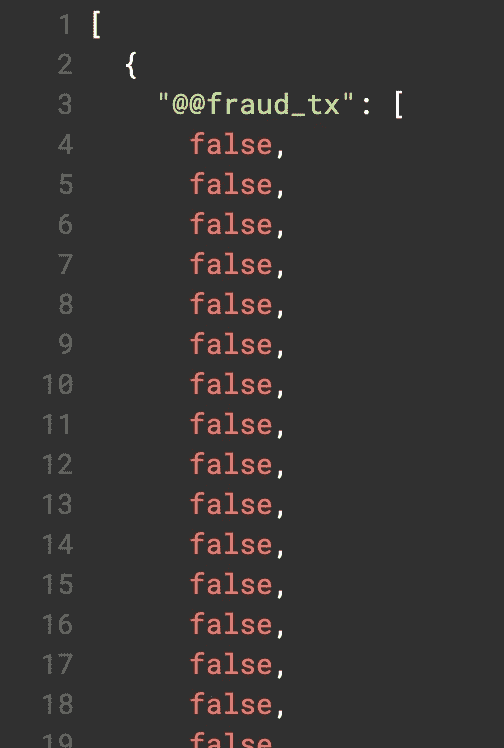 1 [
2 {
3 "@@fraud_tx": [
4 false,
5 false,
6 false,
7 false,
8 false,
9 false,
10 false,
11 false,
12 false,
13 false,
14 false,
15 false,
16 false,
17 false,
18 false,
19 false